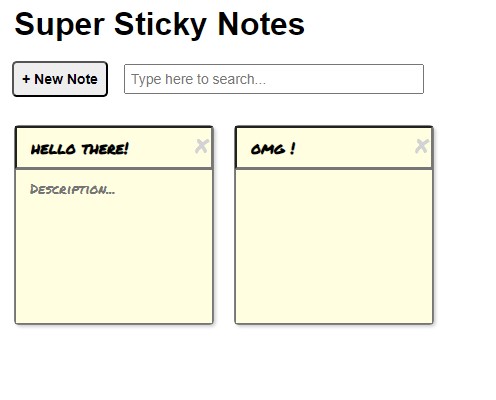 Super Sticky Notes
+ New Note
Type here to search...
HELLO THERE!
OMG !
Description...